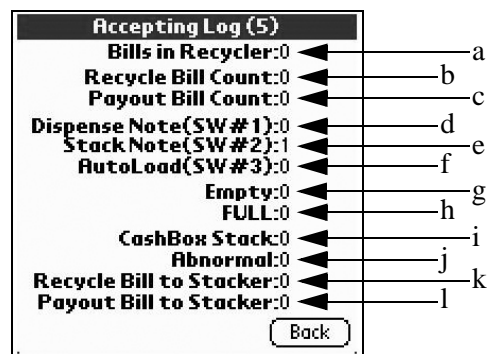 Accepting Log (5)
Bills in Recycler:0 a
Recycle Bill Count:0 b
Payout Bill Count:0 c
Dispense Note(SW#1):0 d
Stack Note(SW#2):1 e
AutoLoad(SW#3):0 f
Empty:0 g
FULL:0 h
CashBox Stack:0 i
Abnormal:0 j
Recycle Bill to Stacker:0 k
Payout Bill to Stacker:0 l
Back